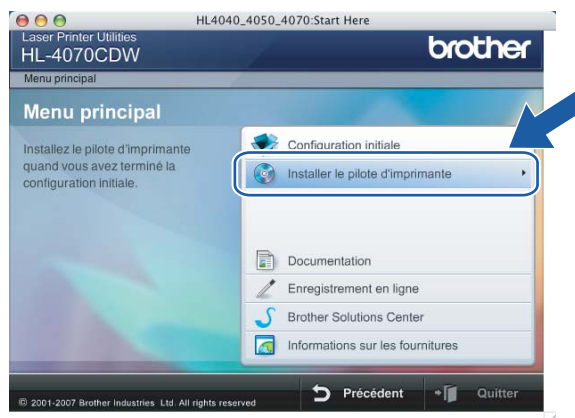 HL4040_4050_4070:Start Here
Laser Printer Utilities
HL-4070CDW
brother
Menu principal
Menu principal
Installez le pilote d'imprimante
quand vous avez terminé la
configuration initiale.
Configuration initiale
Installer le pilote d'imprimante
Documentation
Enregistrement en ligne
Brother Solutions Center
Informations sur les fournitures
© 2001-2007 Brother Industries Ltd. All rights reserved
Précédent
Quitter